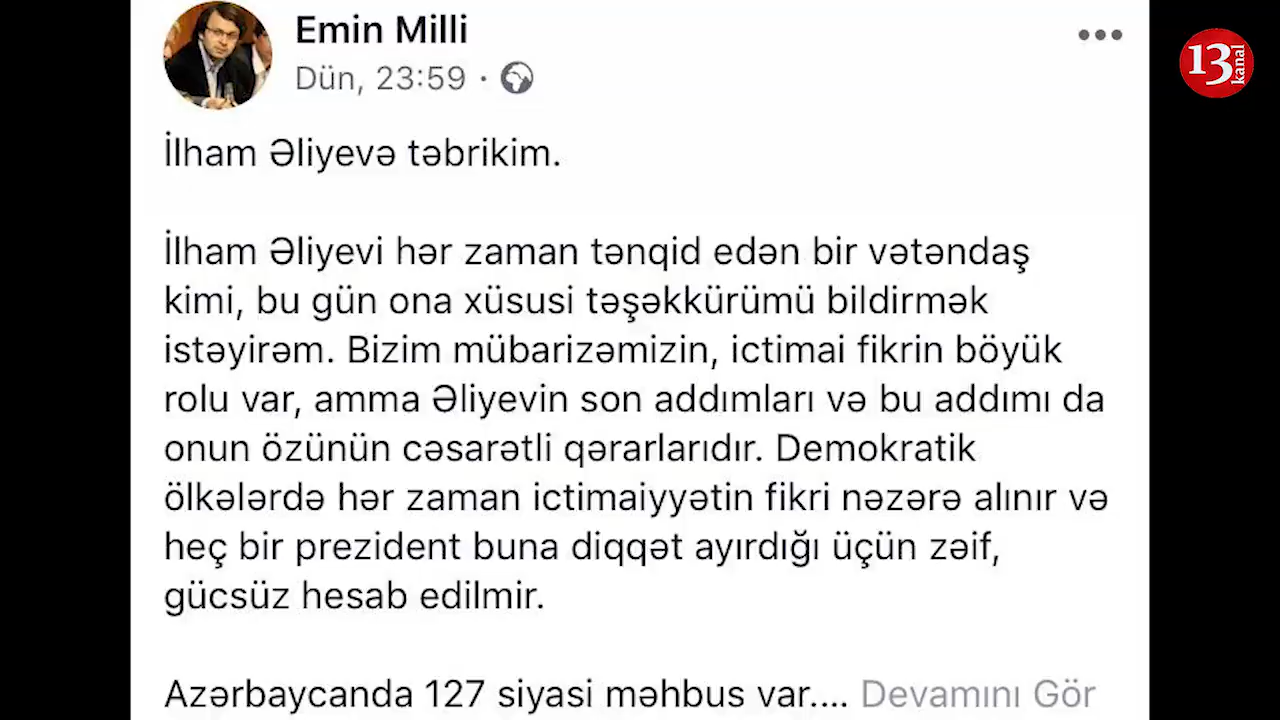 Emin Milli
Dün, 23:59 ·
13 kanal
İlham Əliyevə təbrikim.
İlham Əliyevi hər zaman tənqid edən bir vətəndaş
kimi, bu gün ona xüsusi təşəkkürümü bildirmək
istəyirəm. Bizim mübarizəmizin, ictimai fikrin böyük
rolu var, amma Əliyevin son addımları və bu addımı da
onun özünün cəsarətli qərarlarıdır. Demokratik
ölkələrdə hər zaman ictimaiyyətin fikri nəzərə alınır və
heç bir prezident buna diqqət ayırdığı üçün zəif,
gücsüz hesab edilmir.
Azərbaycanda 127 siyasi məhbus var.... Devamını Gör